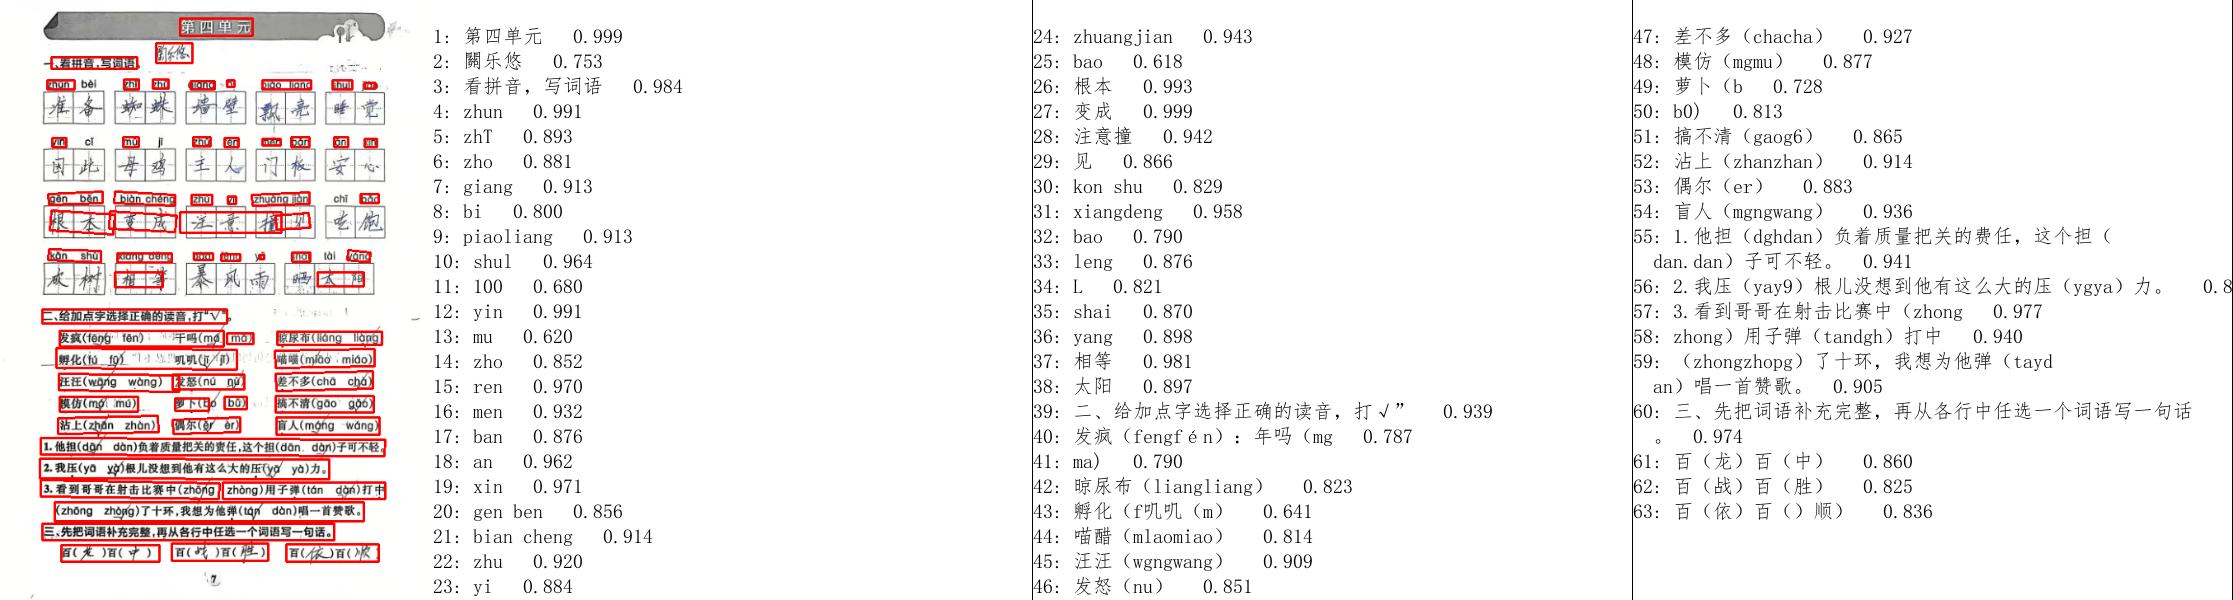 第四单元
一、看拼音,写词语。
zhǔn bèi zhī zhū qiáng bì piào liang shuì jiào
准备 蜘蛛 墙壁 飘亮 睡觉
yīn cǐ mǔ jī zhǔ rén mén bǎn ān xīn
因此 母鸡 主人 门板 安心
gēn běn biàn chéng zhù yì zhuàng jiàn chī bǎo
根本 变成 注意 撞见 吃饱
kǎn shù xiāng děng bào fēng yǔ shài tài yáng
砍树 相等 暴风雨 晒太阳
二、给加点字选择正确的读音,打“√”。
发疯(fēng fēn) 干吗(má mà) 晾尿布(liáng liàng)
孵化(fú fū) 叽叽(jī jǐ) 喵喵(miáo miāo)
汪汪(wāng wàng) 发怒(nú nù) 差不多(chā chà)
模仿(mó mú) 萝卜(bo bǔ) 搞不清(gāo gǎo)
沾上(zhān zhàn) 偶尔(ěr èr) 盲人(máng wáng)
1.他担(dān dàn)负着质量把关的责任,这个担(dān dàn)子可不轻。
2.我压(yā yà)根儿没想到他有这么大的压(yā yà)力。
3.看到哥哥在射击比赛中(zhōng zhòng)用子弹(tán dàn)打中
(zhōng zhòng)了十环,我想为他弹(tán dàn)唱一首赞歌。
三、先把词语补充完整,再从各行中任选一个词语写一句话。
百(发)百(中) 百(战)百(胜) 百(依)百(顺)
7
1: 第四单元 0.999
2: 闕乐悠 0.753
3: 看拼音，写词语 0.984
4: zhun 0.991
5: zhT 0.893
6: zho 0.881
7: giang 0.913
8: bi 0.800
9: piaoliang 0.913
10: shul 0.964
11: 100 0.680
12: yin 0.991
13: mu 0.620
14: zho 0.852
15: ren 0.970
16: men 0.932
17: ban 0.876
18: an 0.962
19: xin 0.971
20: gen ben 0.856
21: bian cheng 0.914
22: zhu 0.920
23: yi 0.884
24: zhuangjian 0.943
25: bao 0.618
26: 根本 0.993
27: 变成 0.999
28: 注意撞 0.942
29: 见 0.866
30: kon shu 0.829
31: xiangdeng 0.958
32: bao 0.790
33: leng 0.876
34: L 0.821
35: shai 0.870
36: yang 0.898
37: 相等 0.981
38: 太阳 0.897
39: 二、给加点字选择正确的读音，打√” 0.939
40: 发疯（fengfén）：年吗（mg 0.787
41: ma） 0.790
42: 晾尿布（liangliang） 0.823
43: 孵化（f叽叽（m） 0.641
44: 喵醋（mlaomiao） 0.814
45: 汪汪（wgngwang） 0.909
46: 发怒（nu） 0.851
47: 差不多（chacha） 0.927
48: 模仿（mgmu） 0.877
49: 萝卜（b 0.728
50: b0） 0.813
51: 搞不清（gaog6） 0.865
52: 沾上（zhanzhan） 0.914
53: 偶尔（er） 0.883
54: 盲人（mgngwang） 0.936
55: 1.他担（dghdan）负着质量把关的费任，这个担（
dan.dan）子可不轻。 0.941
56: 2.我压（yay9）根儿没想到他有这么大的压（ygya）力。 0.8
57: 3.看到哥哥在射击比赛中（zhong 0.977
58: zhong）用子弹（tandgh）打中 0.940
59: （zhongzhopg）了十环，我想为他弹（tayd
an）唱一首赞歌。 0.905
60: 三、先把词语补充完整，再从各行中任选一个词语写一句话
。 0.974
61: 百（龙）百（中） 0.860
62: 百（战）百（胜） 0.825
63: 百（依）百（）顺） 0.836